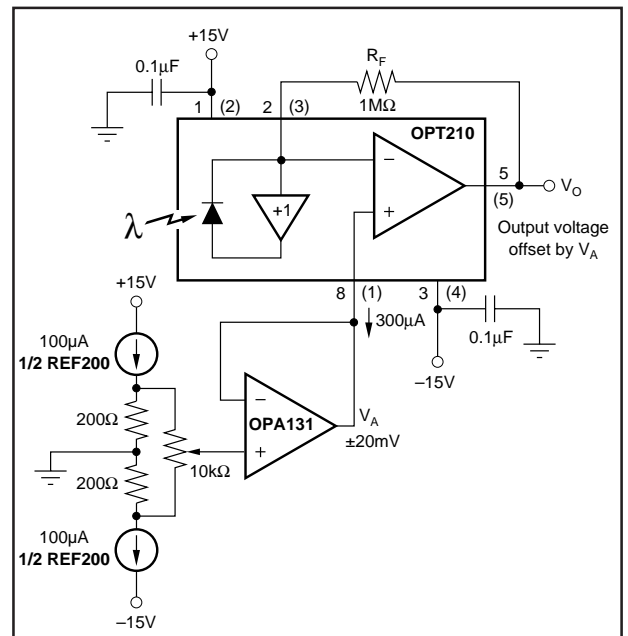 +15V
0.1µF
R_F
1MΩ
1 (2) 2 (3)
OPT210
−
+
+1
λ
5
(5)
V_O
Output voltage
offset by V_A
8 (1) 3 (4)
300µA
0.1µF
–15V
+15V
100µA
1/2 REF200
200Ω
200Ω
10kΩ
−
+
OPA131
V_A
±20mV
100µA
1/2 REF200
–15V